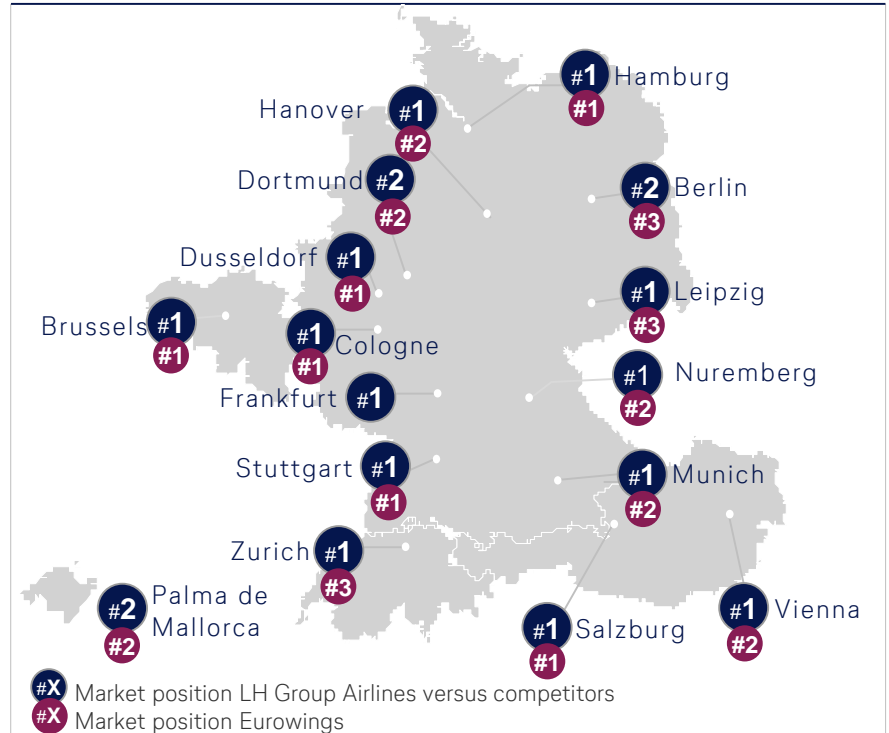 #1 Hamburg
#1
Hanover #1
#2
Dortmund #2
#2
#2 Berlin
#3
Dusseldorf #1
#1
#1 Leipzig
#3
Brussels #1
#1
#1 Cologne
#1
Frankfurt #1
#1 Nuremberg
#2
Stuttgart #1
#1
#1 Munich
#2
Zurich #1
#3
#2 Palma de
Mallorca
#2
#1 Salzburg
#1
#1 Vienna
#2
#X Market position LH Group Airlines versus competitors
#X Market position Eurowings